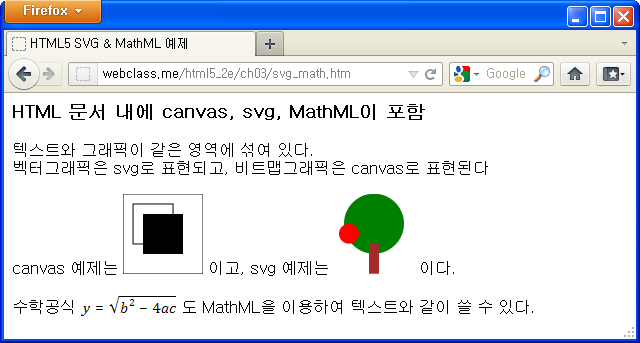 Firefox
HTML5 SVG & MathML 예제
webclass.me/html5_2e/ch03/svg_math.htm
Google
HTML 문서 내에 canvas, svg, MathML이 포함
텍스트와 그래픽이 같은 영역에 섞여 있다.
벡터그래픽은 svg로 표현되고, 비트맵그래픽은 canvas로 표현된다
canvas 예제는 이고, svg 예제는 이다.
수학공식 y = √b² − 4ac 도 MathML을 이용하여 텍스트와 같이 쓸 수 있다.